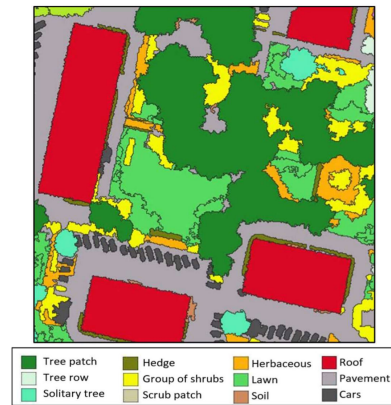 Tree patch Hedge Herbaceous Roof
Tree row Group of shrubs Lawn Pavement
Solitary tree Scrub patch Soil Cars